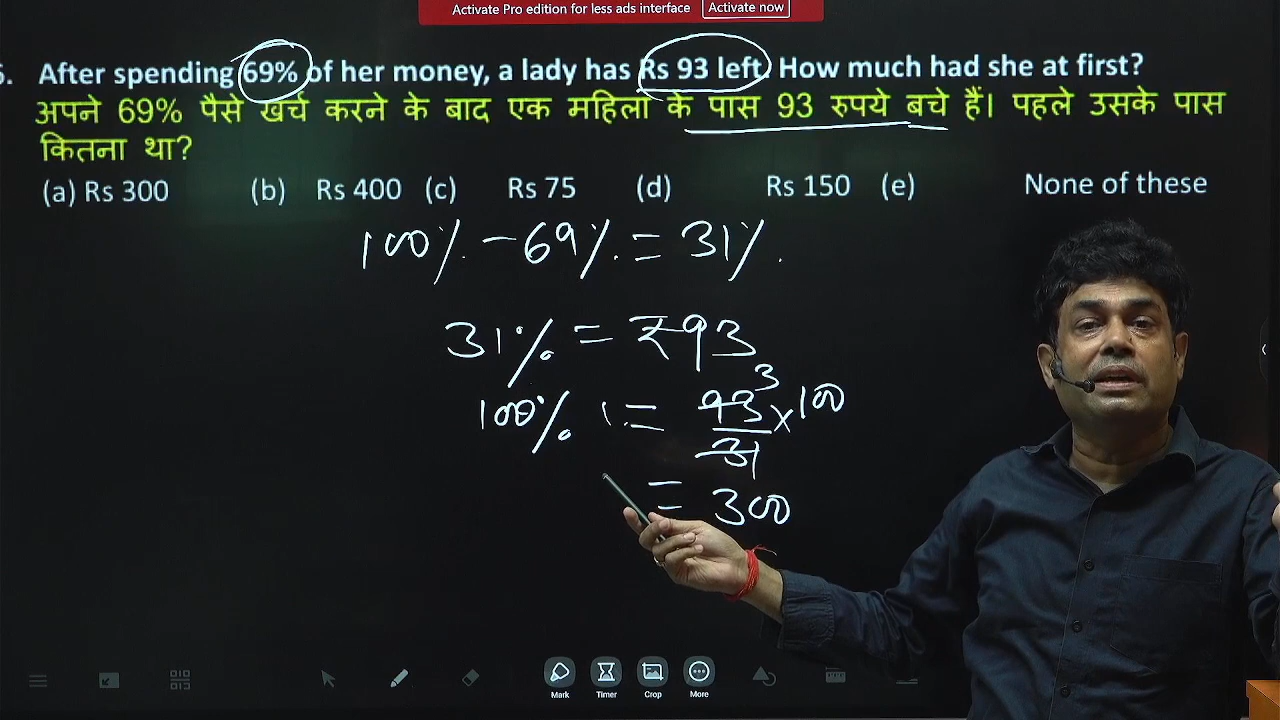 Activate Pro edition for less ads interface Activate now
6. After spending 69% of her money, a lady has Rs 93 left. How much had she at first?
अपने 69% पैसे खर्च करने के बाद एक महिला के पास 93 रुपये बचे हैं। पहले उसके पास
कितना था?
(a) Rs 300 (b) Rs 400 (c) Rs 75 (d) Rs 150 (e) None of these
100% - 69% = 31%.
31% = ₹93
3
100% = 93/31 × 100
= 300
Mark Timer Crop More